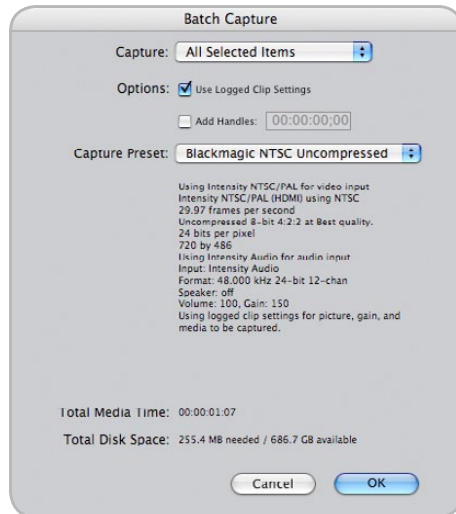 Batch Capture
Capture: All Selected Items
Options: Use Logged Clip Settings
Add Handles: 00:00:00;00
Capture Preset: Blackmagic NTSC Uncompressed
Using Intensity NTSC/PAL for video input
Intensity NTSC/PAL (HDMI) using NTSC
29.97 frames per second
Uncompressed 8-bit 4:2:2 at Best quality.
24 bits per pixel
720 by 486
Using Intensity Audio for audio input
Input: Intensity Audio
Format: 48.000 kHz 24-bit 12-chan
Speaker: off
Volume: 100, Gain: 150
Using logged clip settings for picture, gain, and
media to be captured.
Total Media Time: 00:00:01:07
Total Disk Space: 255.4 MB needed / 686.7 GB available
Cancel OK